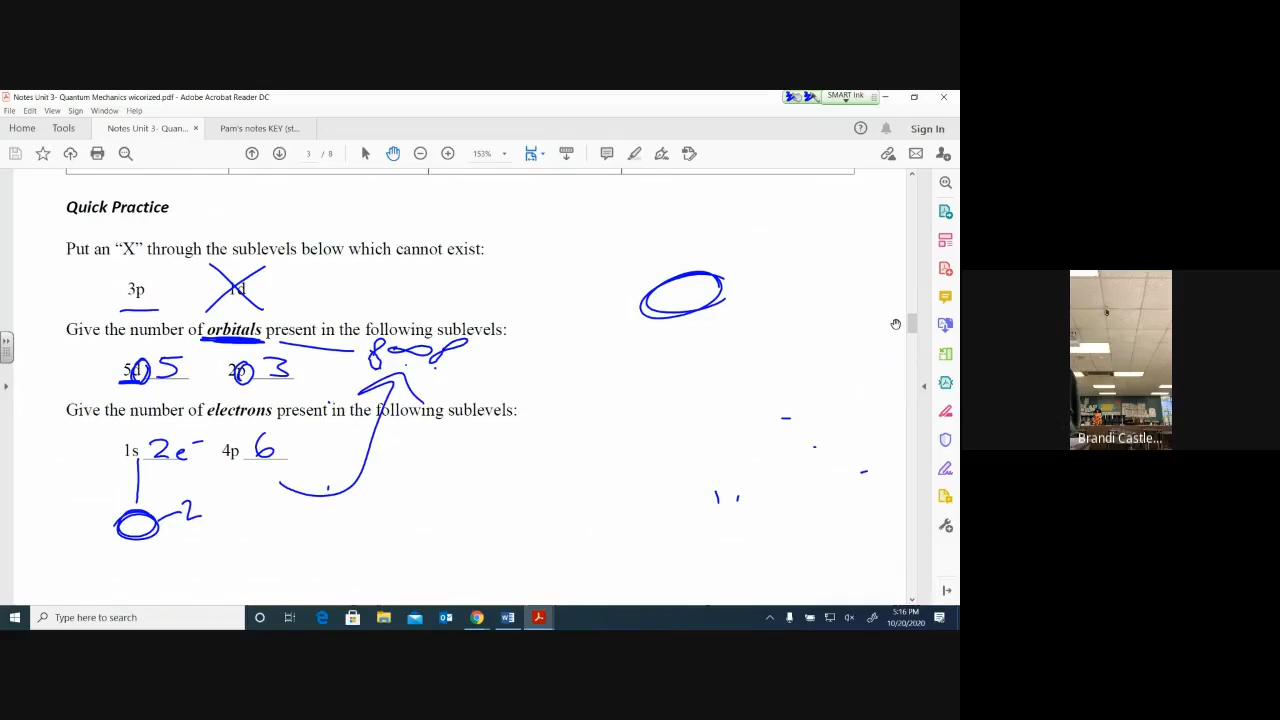 Notes Unit 3- Quantum Mechanics wicorized.pdf - Adobe Acrobat Reader DC
SMART Ink
File Edit View Sign Window Help
Home Tools Notes Unit 3- Quan... × Pam's notes KEY (st... Sign In
3 / 8 153%
Quick Practice
Put an “X” through the sublevels below which cannot exist:
3p 1d
Give the number of orbitals present in the following sublevels:
5d 5 2p 3
Give the number of electrons present in the following sublevels:
1s 2e⁻ 4p 6
2
Brandi Castle...
Type here to search
5:16 PM
10/20/2020